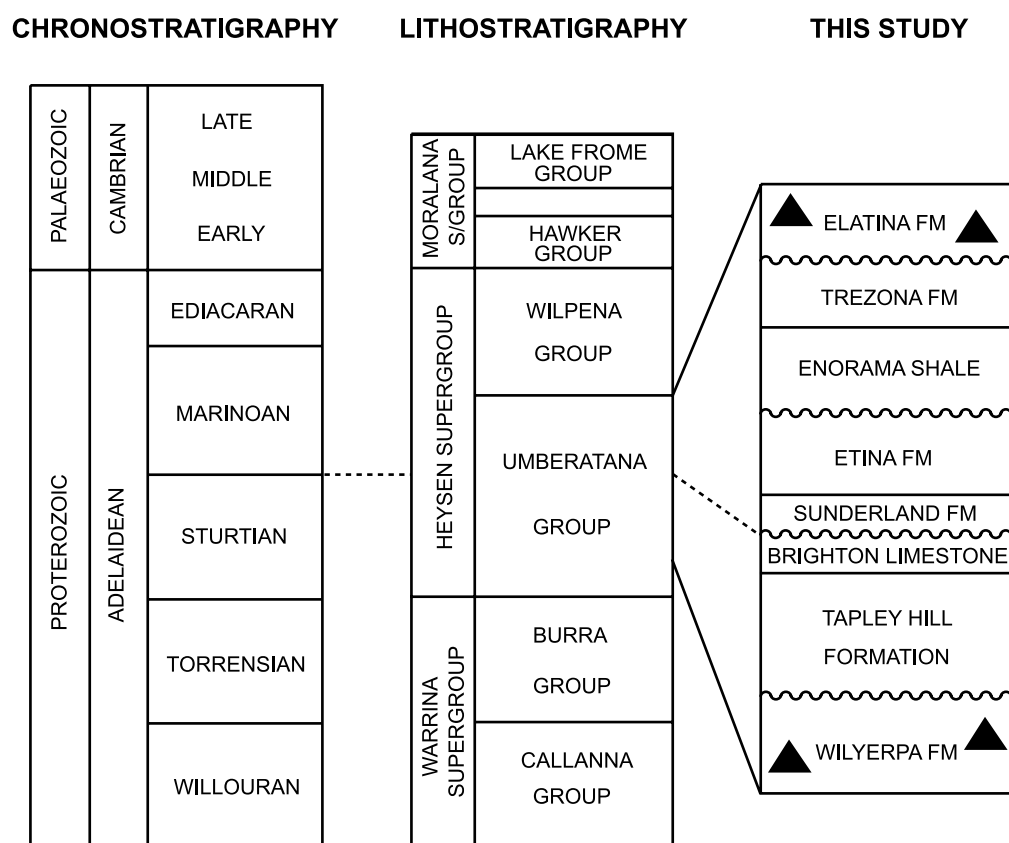 CHRONOSTRATIGRAPHY
LITHOSTRATIGRAPHY
THIS STUDY
PALAEOZOIC
CAMBRIAN
LATE
MIDDLE
EARLY
PROTEROZOIC
ADELAIDEAN
EDIACARAN
MARINOAN
STURTIAN
TORRENSIAN
WILLOURAN
MORALANA
S/GROUP
LAKE FROME
GROUP
HAWKER
GROUP
HEYSEN SUPERGROUP
WILPENA
GROUP
UMBERATANA
GROUP
WARRINA
SUPERGROUP
BURRA
GROUP
CALLANNA
GROUP
ELATINA FM
TREZONA FM
ENORAMA SHALE
ETINA FM
SUNDERLAND FM
BRIGHTON LIMESTONE
TAPLEY HILL
FORMATION
WILYERPA FM